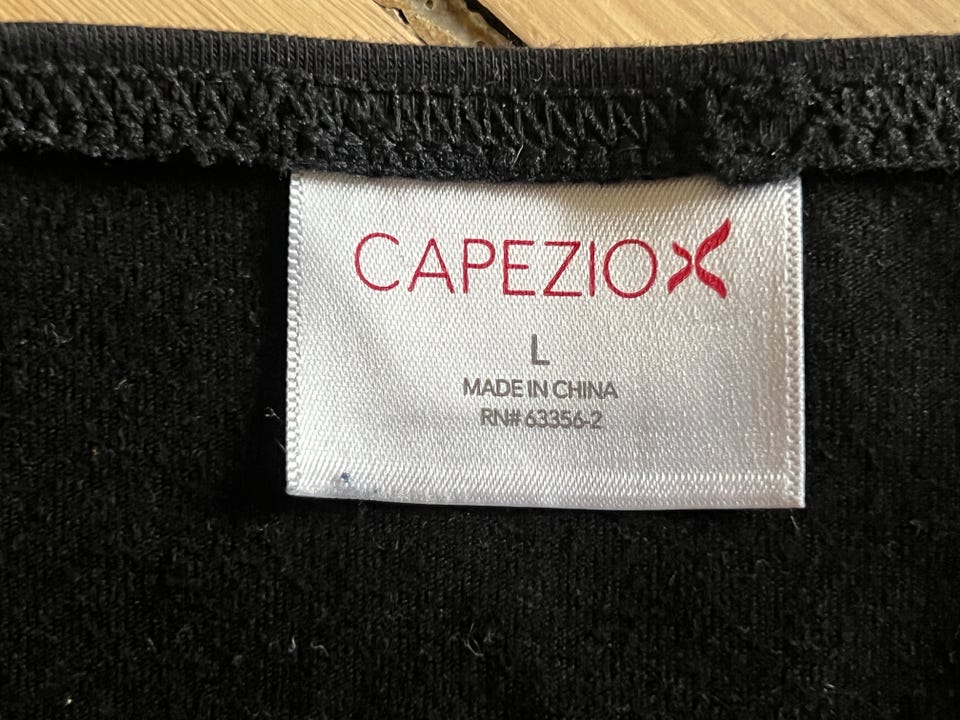 CAPEZIO
L
MADE IN CHINA
RN# 63356-2